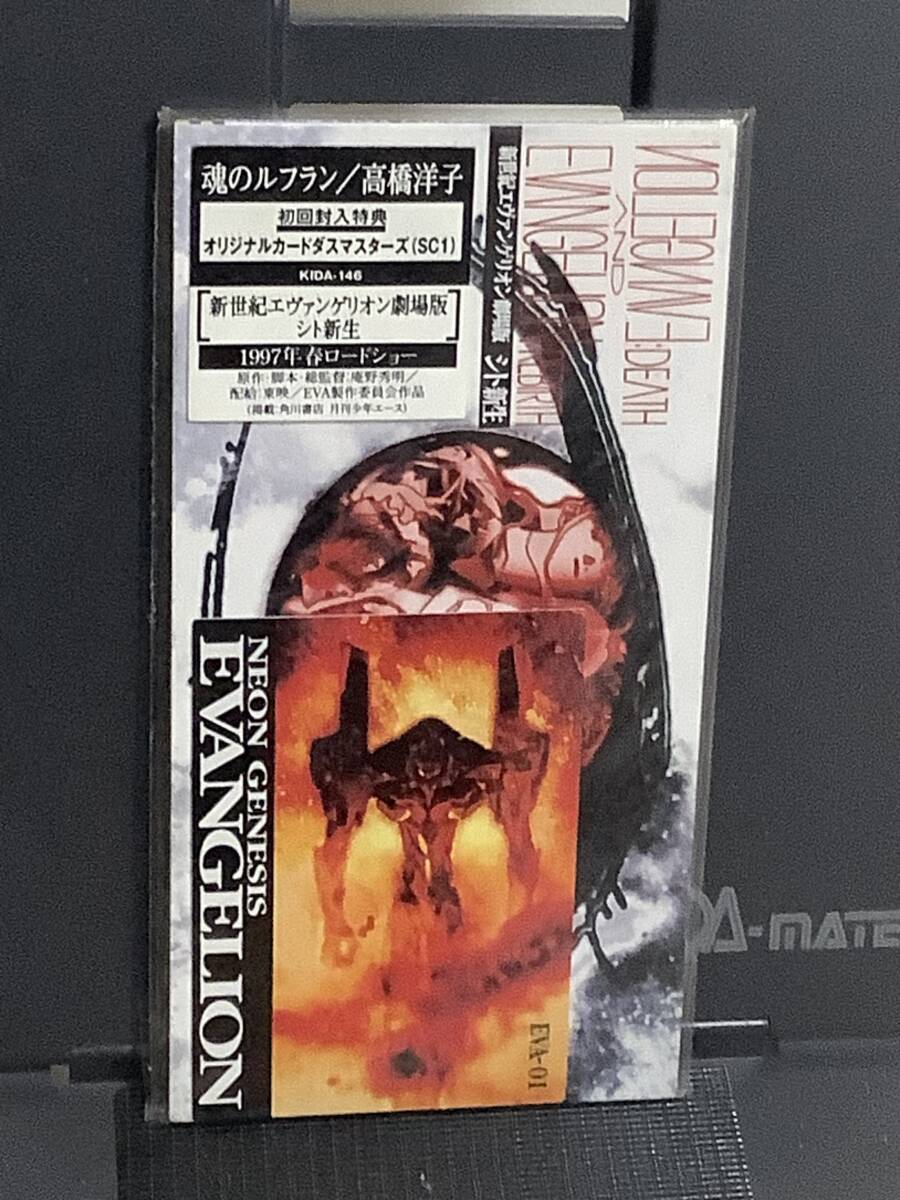 魂のルフラン/高橋洋子
初回封入特典
オリジナルカードダスマスターズ(SC1)
KIDA-146
新世紀エヴァンゲリオン劇場版
シト新生
1997年 春ロードショー
原作・脚本・総監督:庵野秀明/
配給:東映/EVA製作委員会作品
(掲載:角川書店 月刊少年エース)
新世紀エヴァンゲリオン劇場版 シト新生
:DEATH
AND
NEON GENESIS
EVANGELION
EVA-01